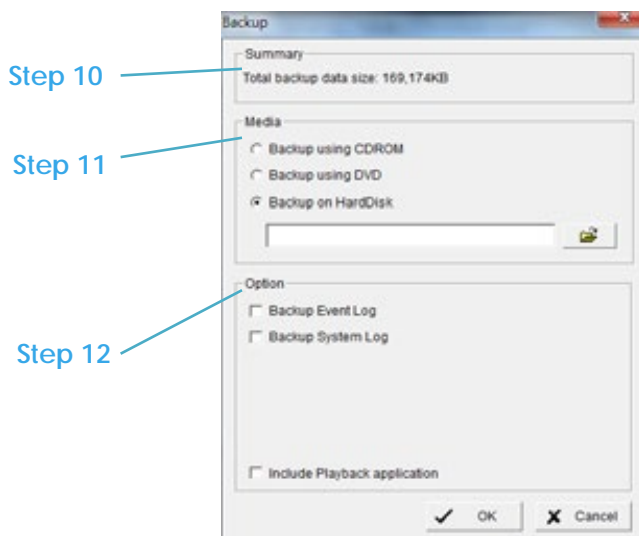 Backup
Summary
Step 10
Total backup data size: 169,174KB
Media
Step 11
Backup using CDROM
Backup using DVD
Backup on HardDisk
Option
Backup Event Log
Step 12
Backup System Log
Include Playback application
OK
Cancel